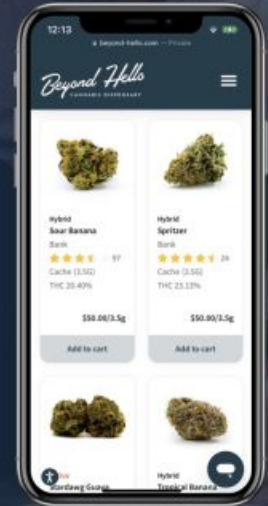 12:13
beyond-hello.com — Private
Beyond Hello
CANNABIS DISPENSARY
Hybrid
Sour Banana
Bank
97
Cache (3.5G)
THC 20.40%
$50.00/3.5g
Add to cart
Hybrid
Spritzer
Bank
24
Cache (3.5G)
THC 23.13%
$50.00/3.5g
Add to cart
Stardawg Guava
Hybrid
Tropical Banana